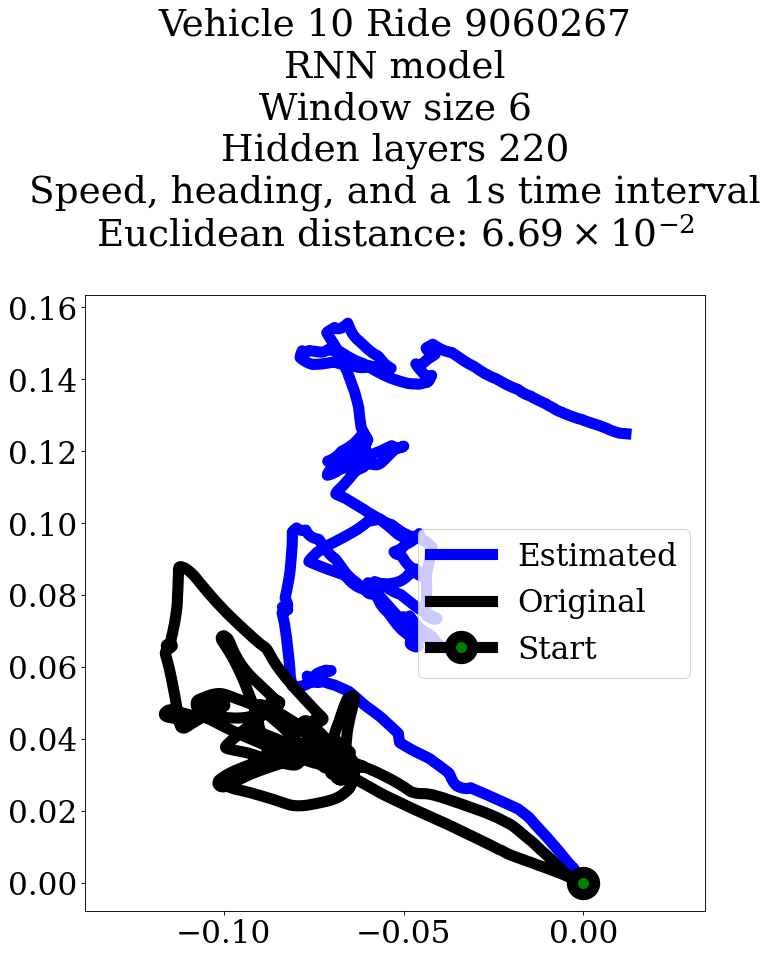 Vehicle 10 Ride 9060267
RNN model
Window size 6
Hidden layers 220
Speed, heading, and a 1s time interval
Euclidean distance: 6.69 × 10⁻²
0.16
0.14
0.12
0.10
0.08
0.06
0.04
0.02
0.00
Estimated
Original
Start
−0.10 −0.05 0.00